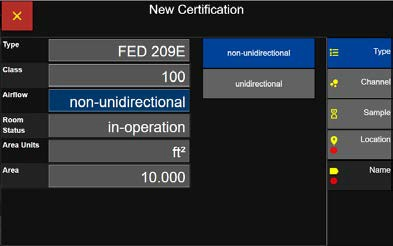 New Certification
Type
FED 209E
Class
100
Airflow
non-unidirectional
Room
Status
in-operation
Area Units
ft²
Area
10.000
non-unidirectional
unidirectional
Type
Channel
Sample
Location
Name